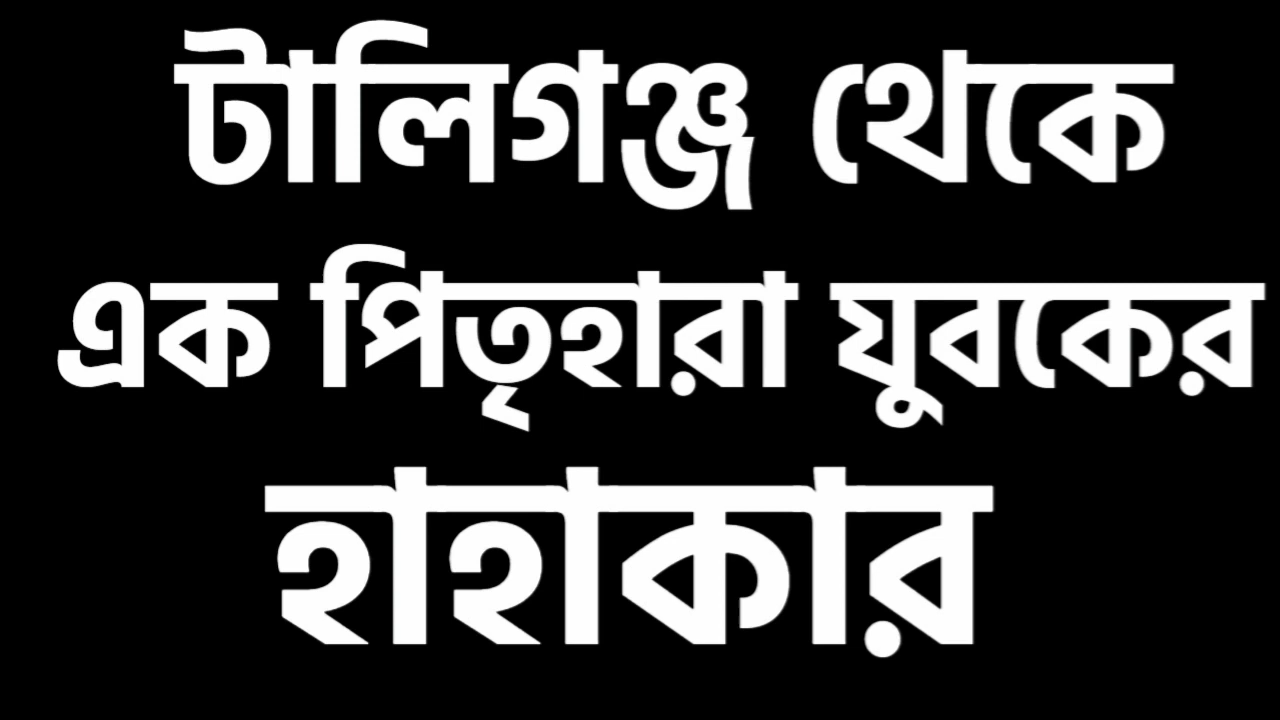 টালিগঞ্জ থেকে
এক পিতৃহারা যুবকের
হাহাকার